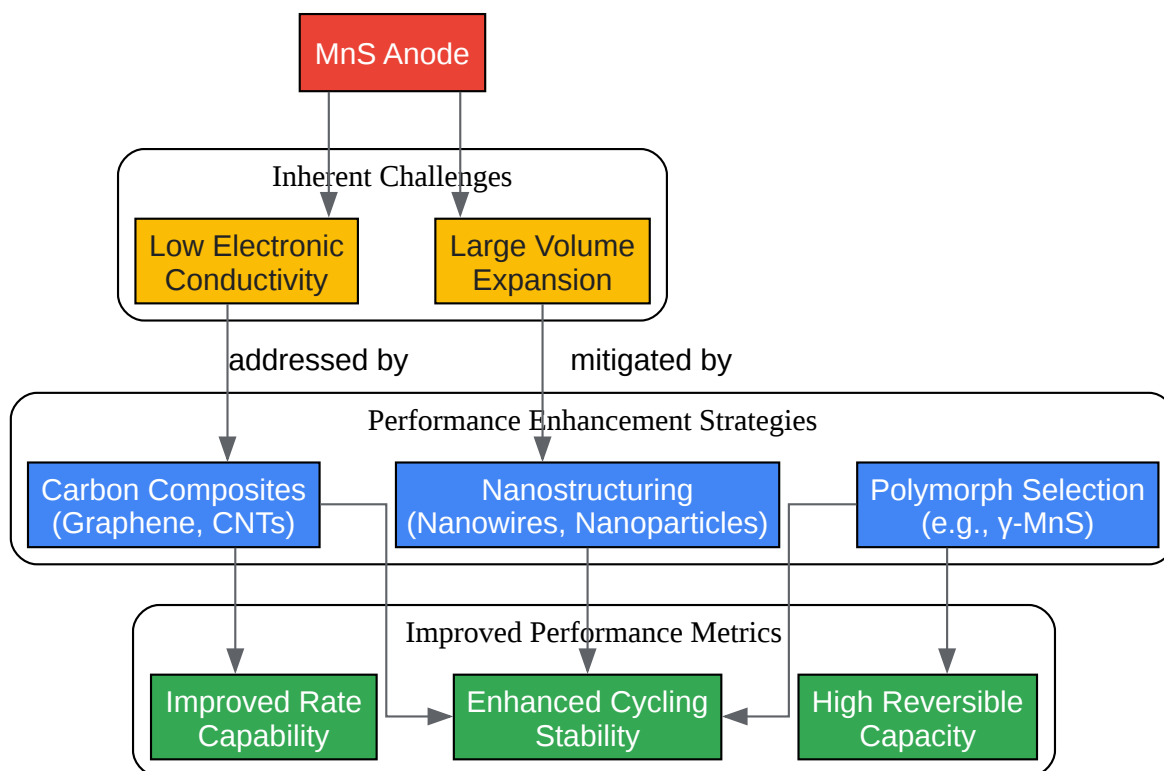 MnS Anode
Inherent Challenges
Low Electronic
Conductivity
Large Volume
Expansion
addressed by
mitigated by
Performance Enhancement Strategies
Carbon Composites
(Graphene, CNTs)
Nanostructuring
(Nanowires, Nanoparticles)
Polymorph Selection
(e.g., γ-MnS)
Improved Performance Metrics
Improved Rate
Capability
Enhanced Cycling
Stability
High Reversible
Capacity